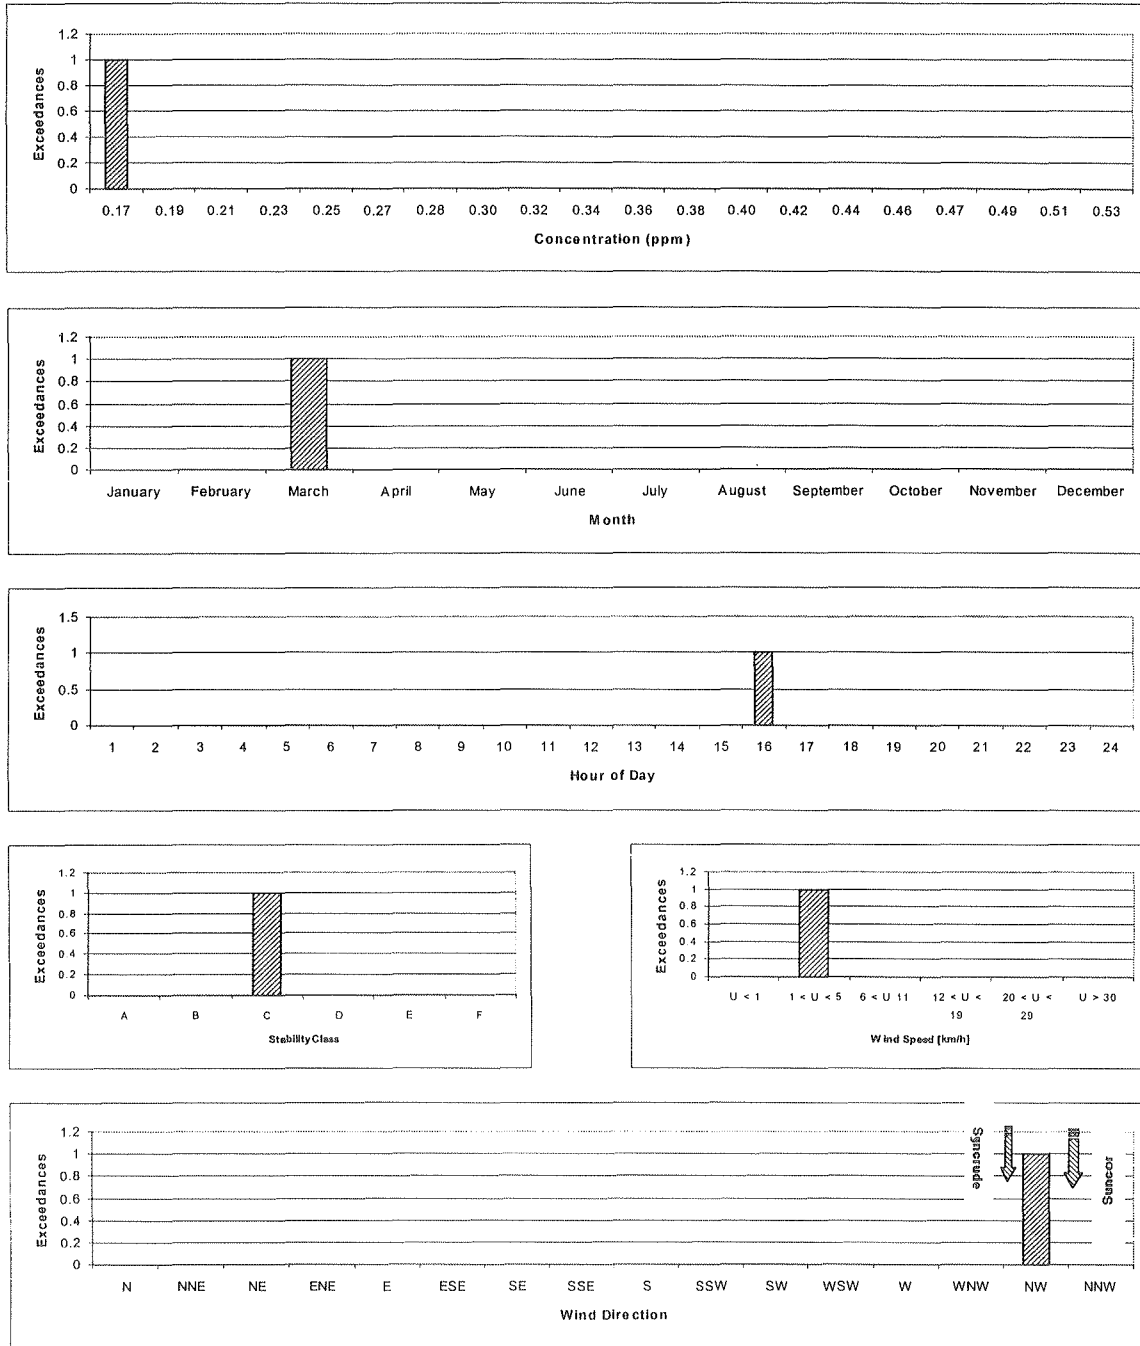 Exceedances
1.2
1
0.8
0.6
0.4
0.2
0
0.17 0.19 0.21 0.23 0.25 0.27 0.28 0.30 0.32 0.34 0.36 0.38 0.40 0.42 0.44 0.46 0.47 0.49 0.51 0.53
Concentration (ppm)
Exceedances
1.2
1
0.8
0.6
0.4
0.2
0
January February March April May June July August September October November December
Month
Exceedances
1.5
1
0.5
0
1 2 3 4 5 6 7 8 9 10 11 12 13 14 15 16 17 18 19 20 21 22 23 24
Hour of Day
Exceedances
1.2
1
0.8
0.6
0.4
0.2
0
A B C D E F
Stability Class
Exceedances
1.2
1
0.8
0.6
0.4
0.2
0
U < 1 1 < U < 5 6 < U 11 12 < U < 20 < U < U > 30
19 29
Wind Speed [km/h]
Exceedances
1.2
1
0.8
0.6
0.4
0.2
0
Syncrude
Suncor
N NNE NE ENE E ESE SE SSE S SSW SW WSW W WNW NW NNW
Wind Direction